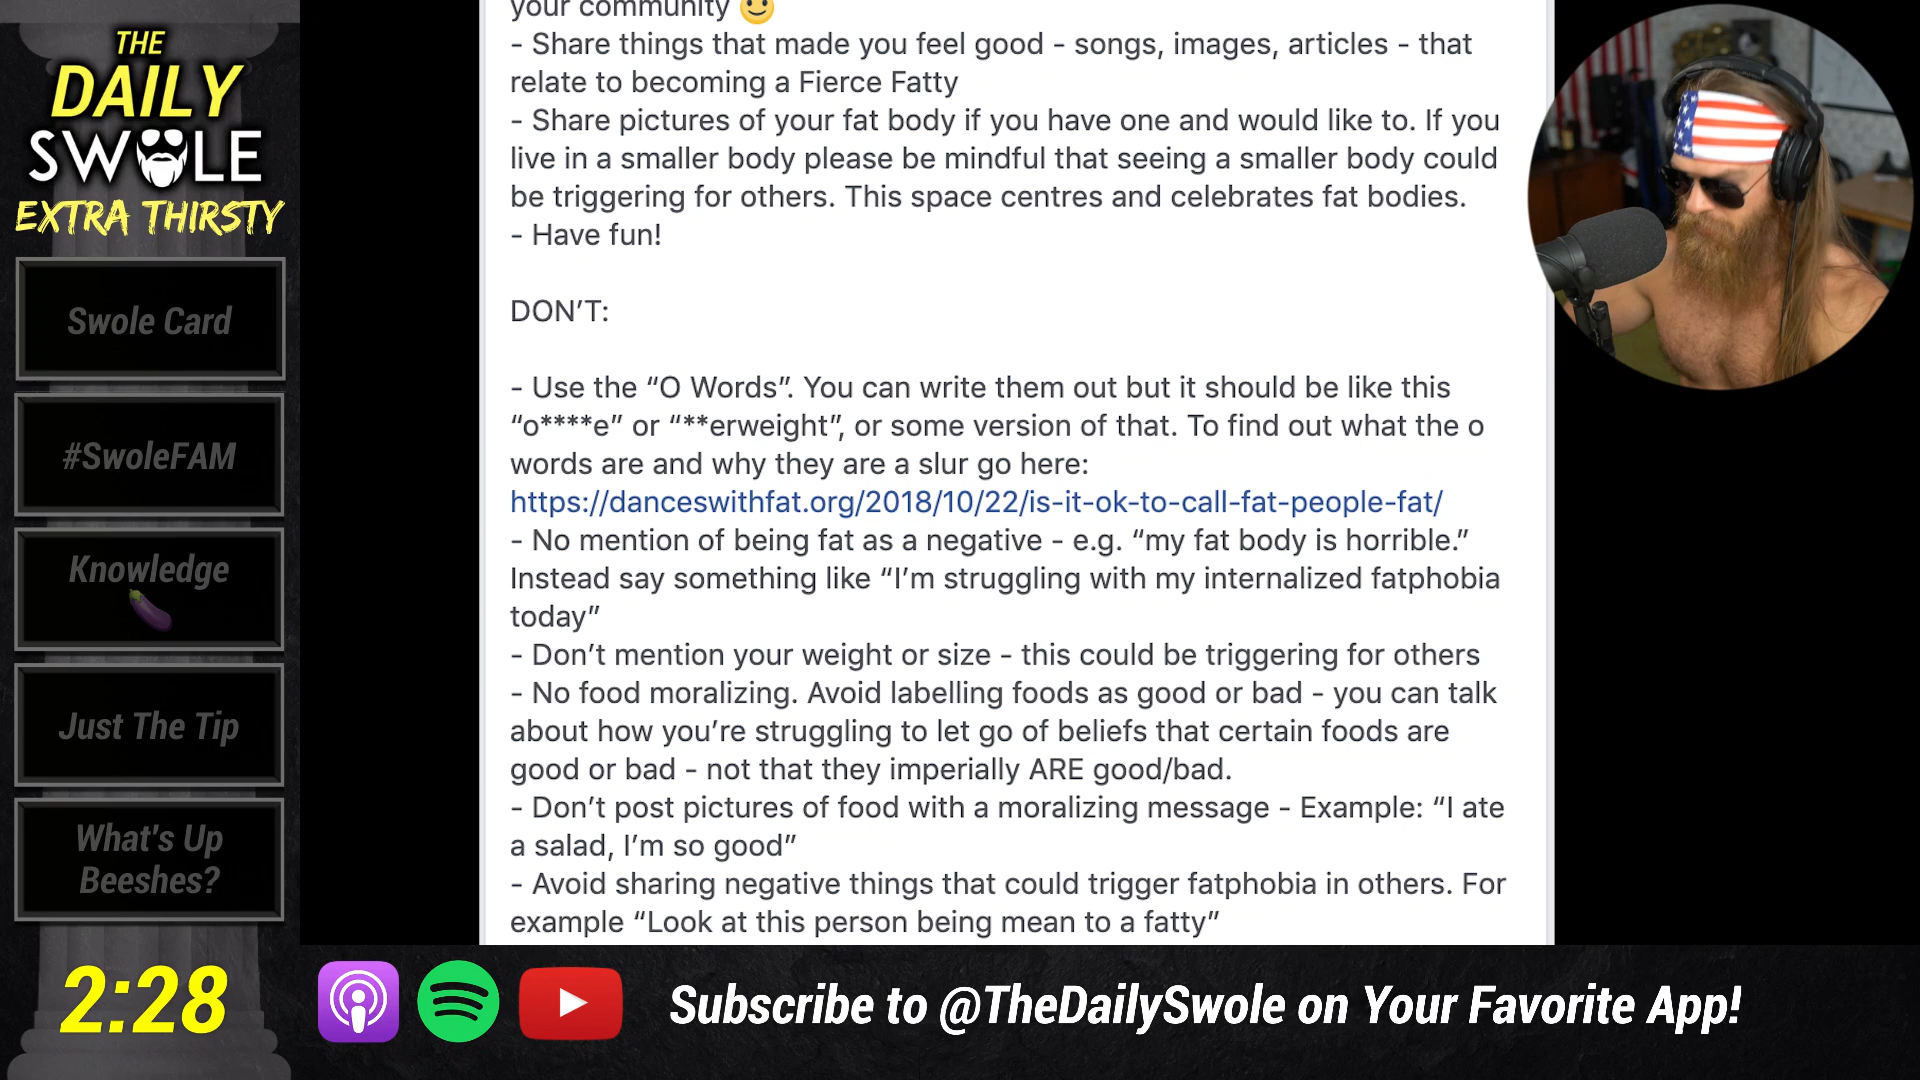 THE
DAILY
SWOLE
EXTRA THIRSTY
Swole Card
#SwoleFAM
Knowledge
Just The Tip
What's Up
Beeshes?
2:28
your community
- Share things that made you feel good - songs, images, articles - that
relate to becoming a Fierce Fatty
- Share pictures of your fat body if you have one and would like to. If you
live in a smaller body please be mindful that seeing a smaller body could
be triggering for others. This space centres and celebrates fat bodies.
- Have fun!
DON’T:
- Use the “O Words”. You can write them out but it should be like this
“o****e” or “**erweight”, or some version of that. To find out what the o
words are and why they are a slur go here:
https://danceswithfat.org/2018/10/22/is-it-ok-to-call-fat-people-fat/
- No mention of being fat as a negative - e.g. “my fat body is horrible.”
Instead say something like “I’m struggling with my internalized fatphobia
today”
- Don’t mention your weight or size - this could be triggering for others
- No food moralizing. Avoid labelling foods as good or bad - you can talk
about how you’re struggling to let go of beliefs that certain foods are
good or bad - not that they imperially ARE good/bad.
- Don’t post pictures of food with a moralizing message - Example: “I ate
a salad, I’m so good”
- Avoid sharing negative things that could trigger fatphobia in others. For
example “Look at this person being mean to a fatty”
Subscribe to @TheDailySwole on Your Favorite App!